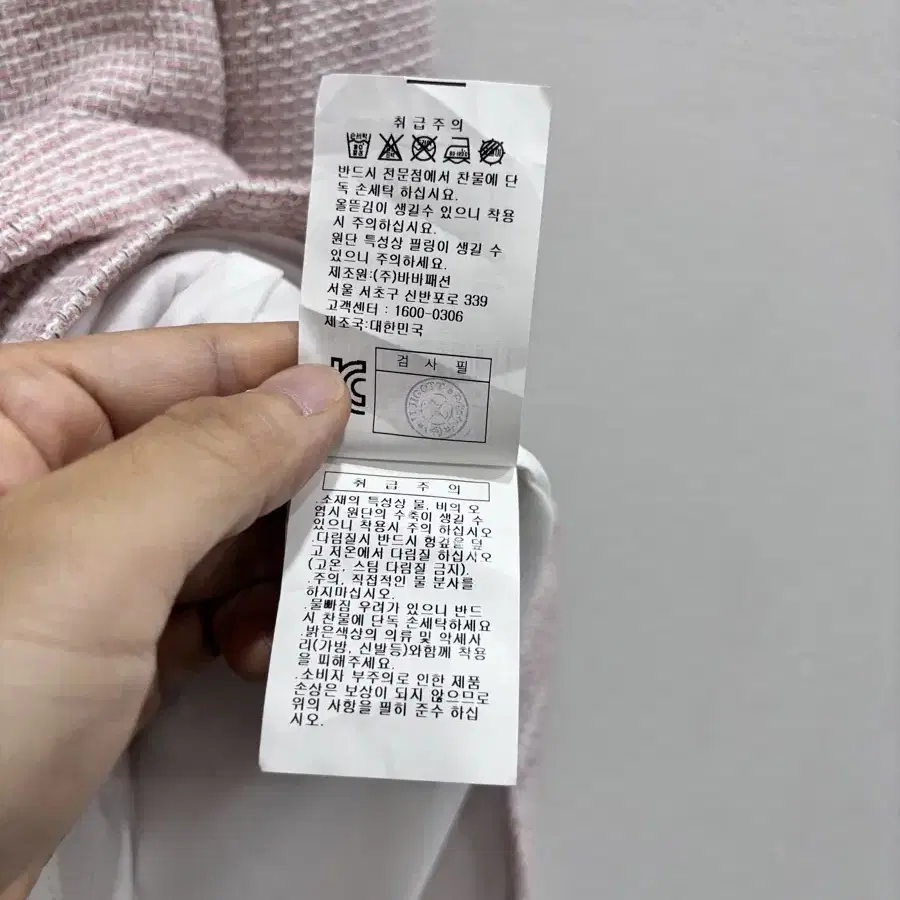 취급주의
반드시 전문점에서 찬물에 단
독 손세탁 하십시요.
올뜯김이 생길수 있으니 착용
시 주의하십시요.
원단 특성상 필링이 생길 수
있으니 주의하세요.
제조원:(주)바바패션
서울 서초구 신반포로 339
고객센터 : 1600-0306
제조국:대한민국
검 사 필
취 급 주 의
.소재의 특성상 물, 비의 오
염시 원단의 수축이 생길 수
있으니 착용시 주의 하십시오
.다림질시 반드시 헝겊을 덮
고 저온에서 다림질 하십시오
(고온, 스팀 다림질 금지).
.주의, 직접적인 물 분사를
하지마십시오.
.물빠짐 우려가 있으니 반드
시 찬물에 단독 손세탁하세요
.밝은색상의 의류 및 악세사
리(가방, 신발등)와함께 착용
을 피해주세요.
.소비자 부주의로 인한 제품
손상은 보상이 되지 않으므로
위의 사항을 필히 준수 하십
시오.